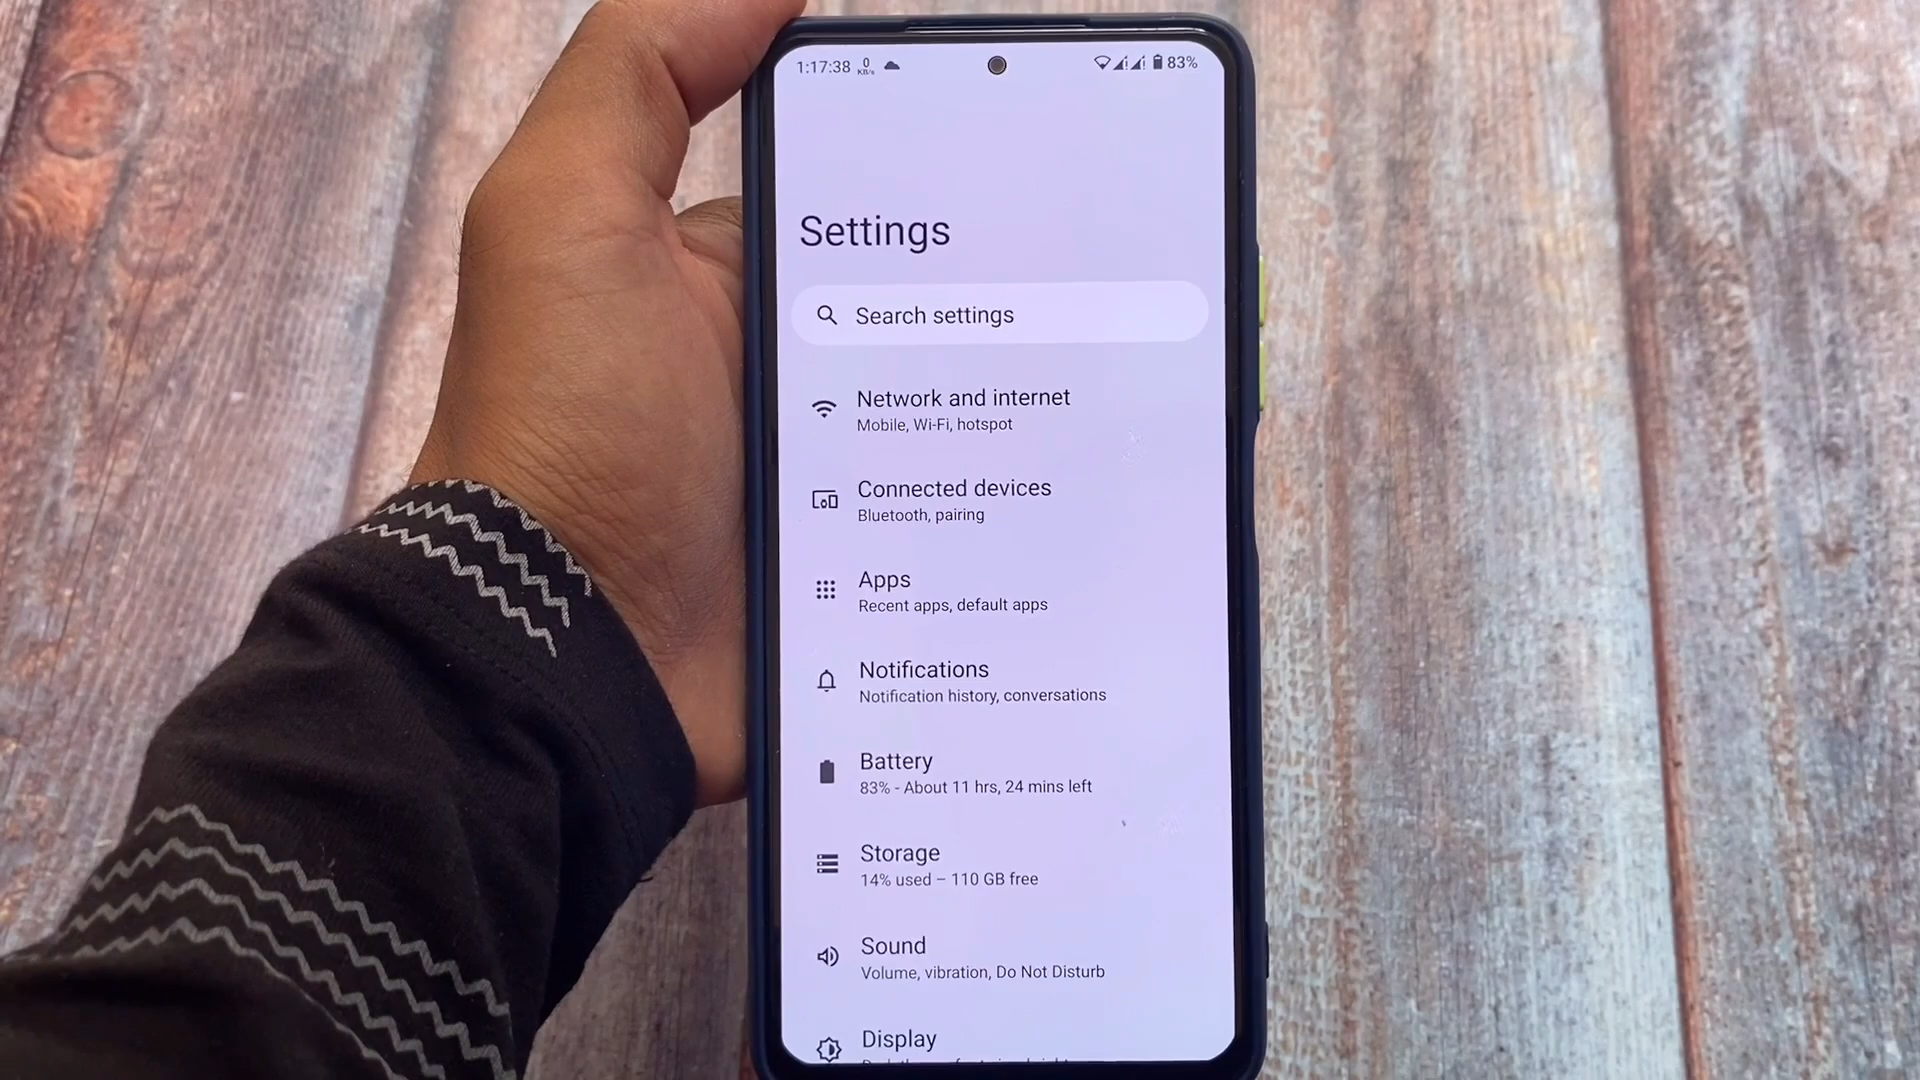 1:17:38 0 KB/s 83%
Settings
Search settings
Network and internet
Mobile, Wi-Fi, hotspot
Connected devices
Bluetooth, pairing
Apps
Recent apps, default apps
Notifications
Notification history, conversations
Battery
83% - About 11 hrs, 24 mins left
Storage
14% used – 110 GB free
Sound
Volume, vibration, Do Not Disturb
Display